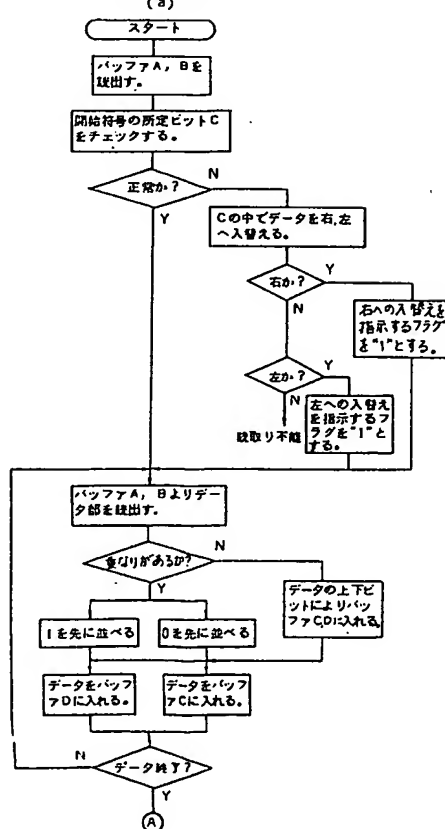 (a)
スタート
バッファA, Bを
読出す。
開始符号の所定ビットC
をチェックする。
正常か?
N
Y
Cの中でデータを右,左
へ入替える。
右か?
Y
N
右への入替えを
指示するフラグ
を"1"とする。
左か?
Y
N
読取り不能
左への入替え
を指示するフ
ラグを"1"と
する。
バッファA, Bよりデー
タ部を読出す。
重なりがあるか?
N
Y
データの上下ビ
ットによりバッ
ファC,Dに入れる。
1を先に並べる
0を先に並べる
データをバッフ
ァDに入れる。
データをバッフ
ァCに入れる。
N
データ終了?
Y
A